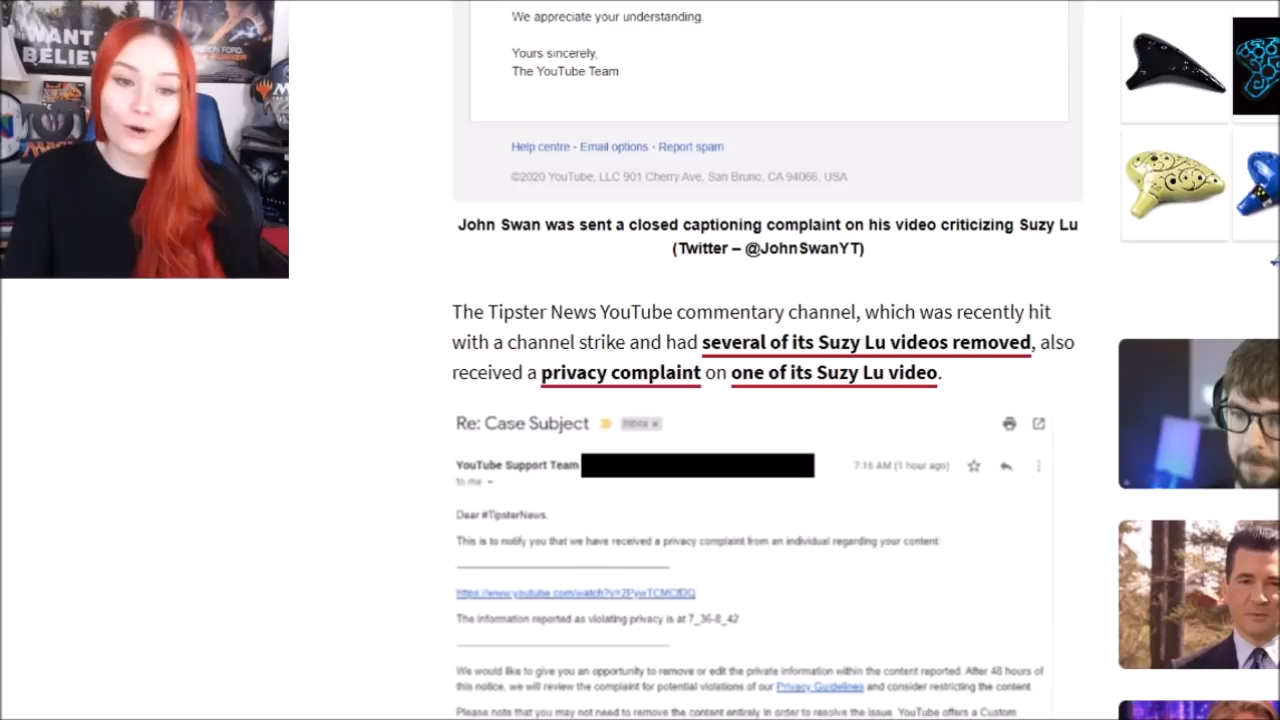 WANT
BELIEV
We appreciate your understanding.
Yours sincerely,
The YouTube Team
Help centre - Email options - Report spam
©2020 YouTube, LLC 901 Cherry Ave, San Bruno, CA 94066, USA
John Swan was sent a closed captioning complaint on his video criticizing Suzy Lu
(Twitter – @JohnSwanYT)
The Tipster News YouTube commentary channel, which was recently hit
with a channel strike and had several of its Suzy Lu videos removed, also
received a privacy complaint on one of its Suzy Lu video.
Re: Case Subject Inbox x
YouTube Support Team 7:16 AM (1 hour ago)
to me
Dear #TipsterNews,
This is to notify you that we have received a privacy complaint from an individual regarding your content:
https://www.youtube.com/watch?v=2PywTCMCfDQ
The information reported as violating privacy is at 7_36-8_42
We would like to give you an opportunity to remove or edit the private information within the content reported. After 48 hours of
this notice, we will review the complaint for potential violations of our Privacy Guidelines and consider restricting the content
Please note that you may not need to remove the content entirely in order to resolve the issue. YouTube offers a Custom